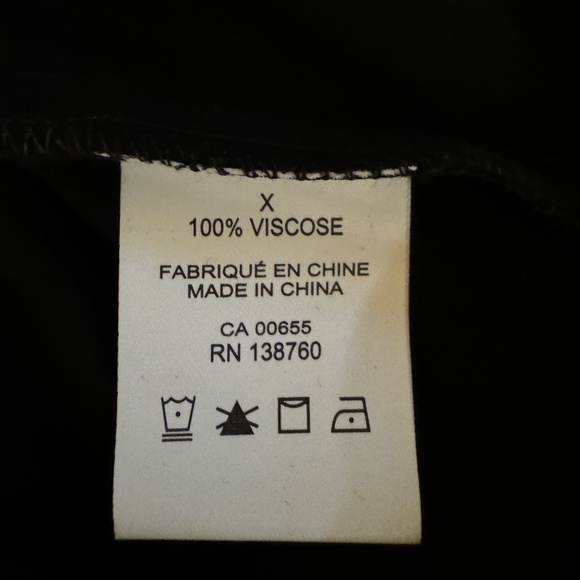 X
100% VISCOSE
FABRIQUÉ EN CHINE
MADE IN CHINA
CA 00655
RN 138760